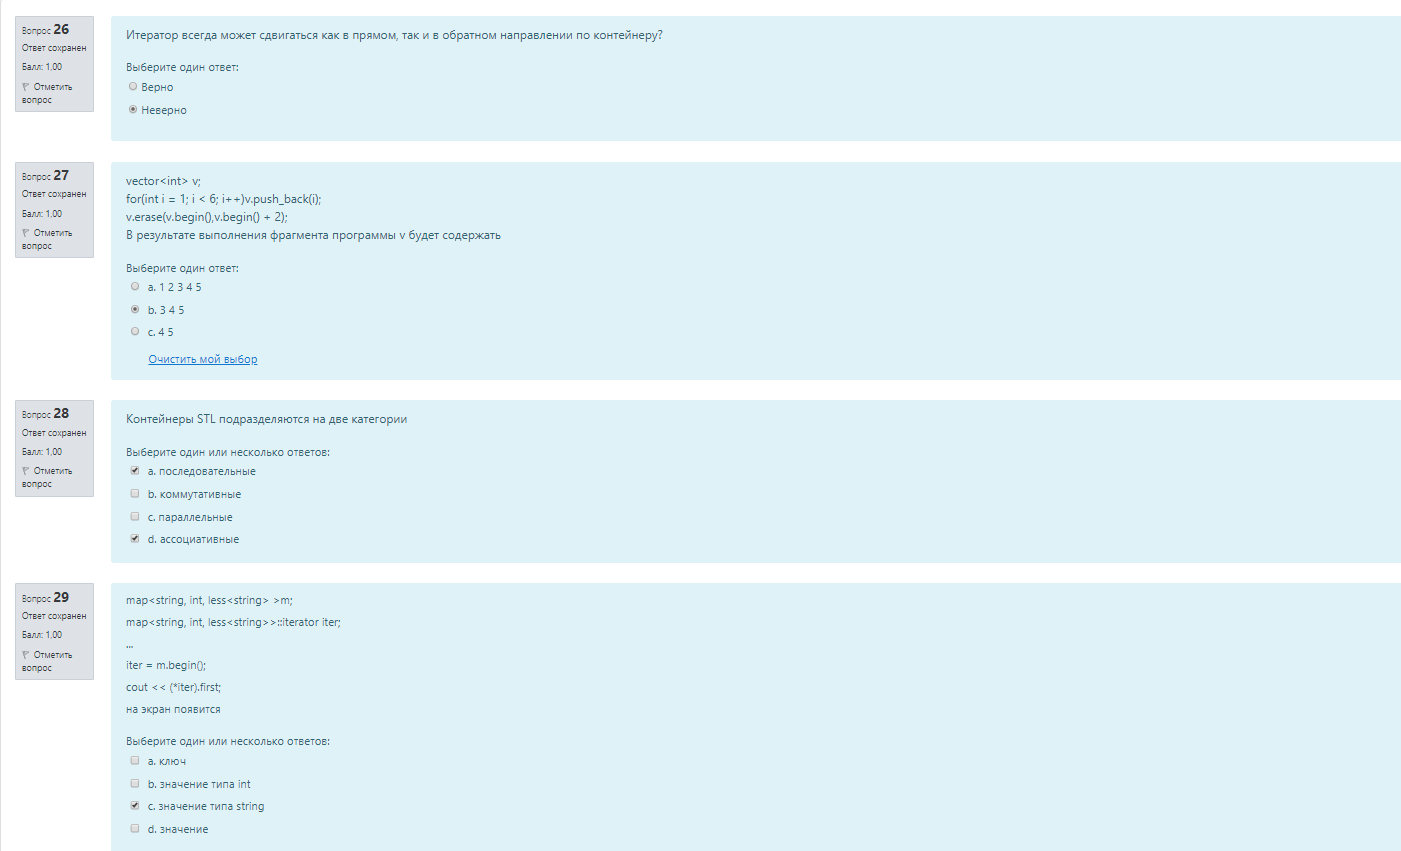 Вопрос 26
Ответ сохранен
Балл: 1,00
Отметить
вопрос
Итератор всегда может сдвигаться как в прямом, так и в обратном направлении по контейнеру?
Выберите один ответ:
Верно
Неверно
Вопрос 27
Ответ сохранен
Балл: 1,00
Отметить
вопрос
vector<int> v;
for(int i = 1; i < 6; i++)v.push_back(i);
v.erase(v.begin(),v.begin() + 2);
В результате выполнения фрагмента программы v будет содержать
Выберите один ответ:
a. 1 2 3 4 5
b. 3 4 5
c. 4 5
Очистить мой выбор
Вопрос 28
Ответ сохранен
Балл: 1,00
Отметить
вопрос
Контейнеры STL подразделяются на две категории
Выберите один или несколько ответов:
a. последовательные
b. коммутативные
c. параллельные
d. ассоциативные
Вопрос 29
Ответ сохранен
Балл: 1,00
Отметить
вопрос
map<string, int, less<string> >m;
map<string, int, less<string>>::iterator iter;
...
iter = m.begin();
cout << (*iter).first;
на экран появится
Выберите один или несколько ответов:
a. ключ
b. значение типа int
c. значение типа string
d. значение